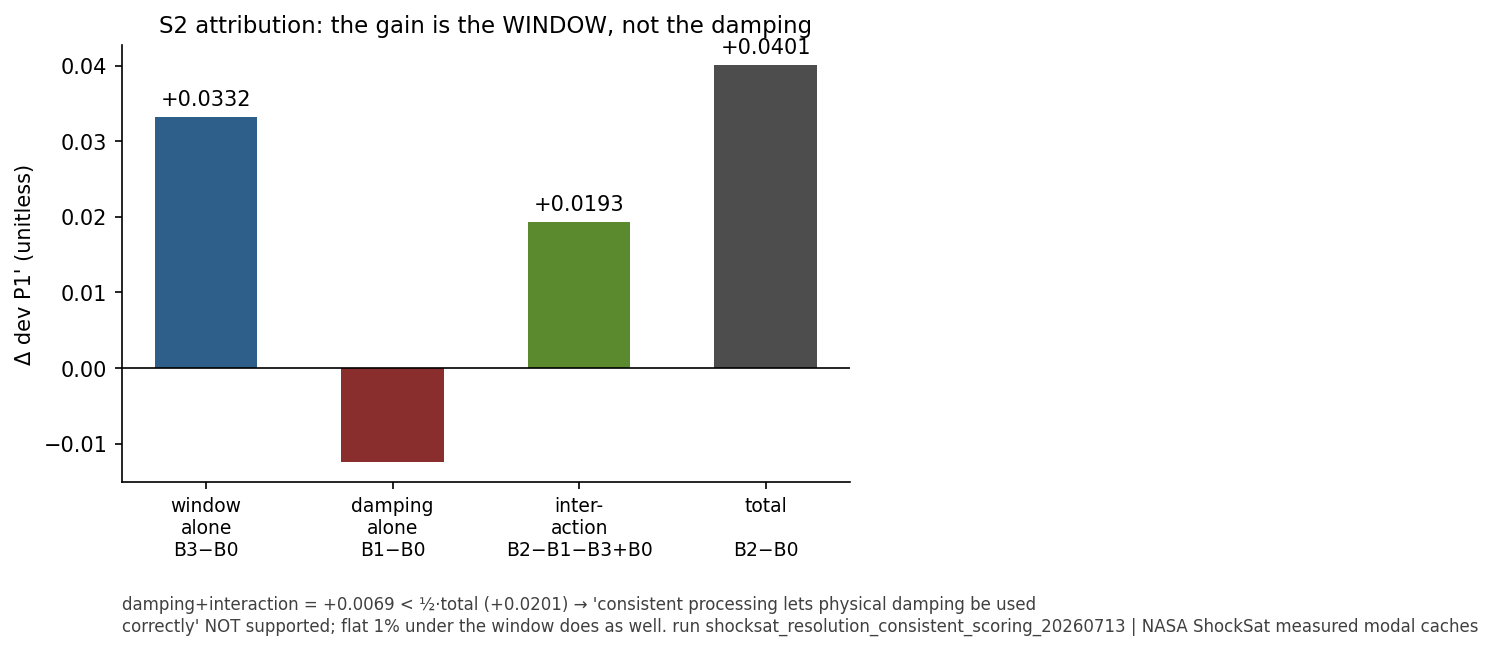 S2 attribution: the gain is the WINDOW, not the damping
+0.0401
0.04
+0.0332
0.03
+0.0193
0.02
0.01
0.00
−0.01
Δ dev P1' (unitless)
window
alone
B3−B0
damping
alone
B1−B0
inter-
action
B2−B1−B3+B0
total
B2−B0
damping+interaction = +0.0069 < ½·total (+0.0201) → 'consistent processing lets physical damping be used
correctly' NOT supported; flat 1% under the window does as well. run shocksat_resolution_consistent_scoring_20260713 | NASA ShockSat measured modal caches